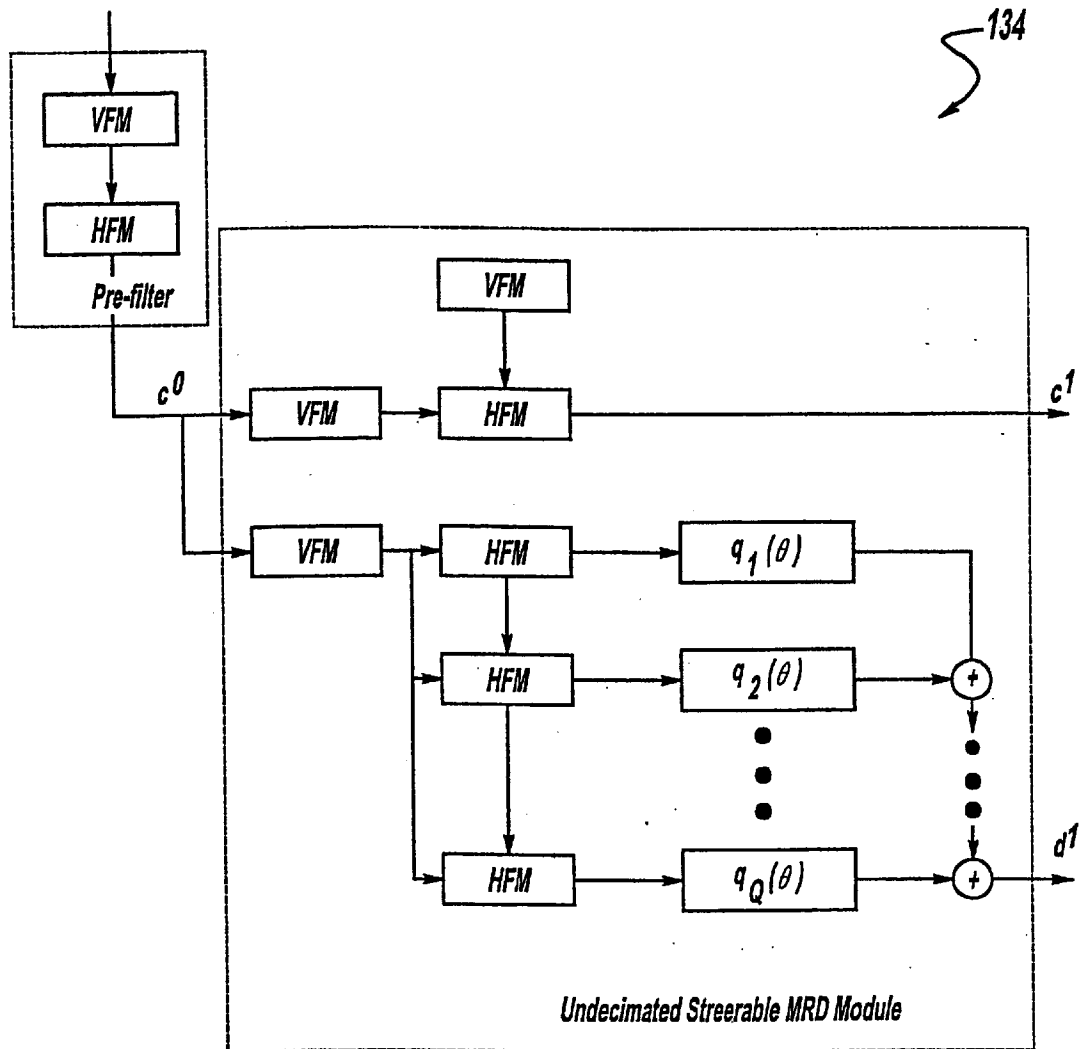 134
VFM
HFM
Pre-filter
VFM
c⁰
VFM
HFM
c¹
VFM
HFM
q₁(θ)
HFM
q₂(θ)
+
HFM
q_Q(θ)
+
d¹
Undecimated Streerable MRD Module